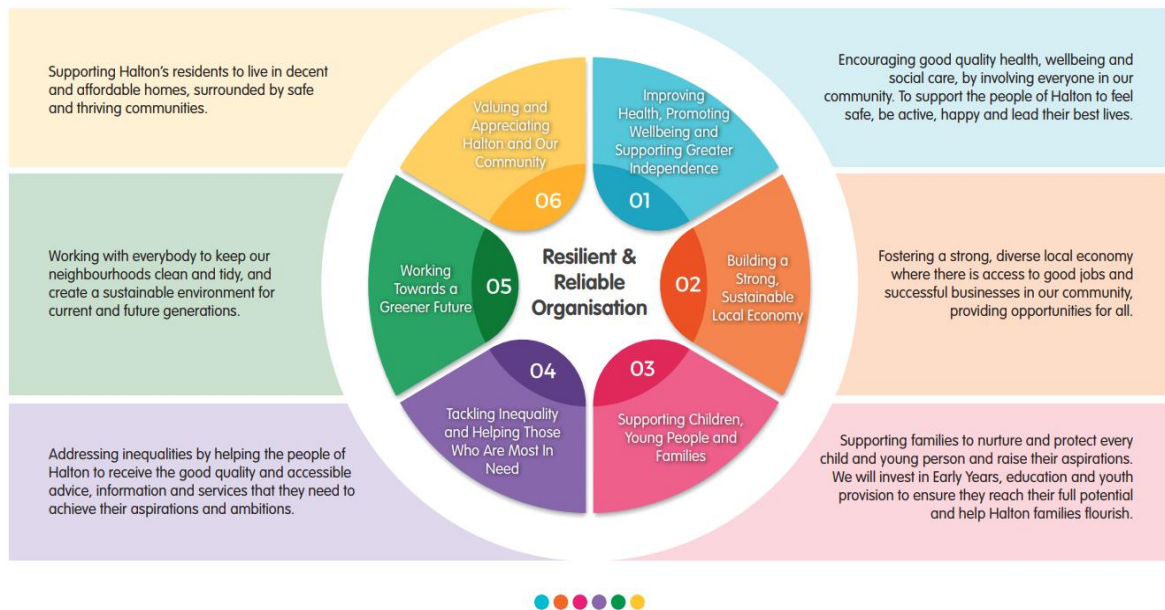 Supporting Halton's residents to live in decent
and affordable homes, surrounded by safe
and thriving communities.
Valuing and
Appreciating
Halton and Our
Community
06
Improving
Health, Promoting
Wellbeing and
Supporting Greater
Independence
01
Encouraging good quality health, wellbeing and
social care, by involving everyone in our
community. To support the people of Halton to feel
safe, be active, happy and lead their best lives.
Working with everybody to keep our
neighbourhoods clean and tidy, and
create a sustainable environment for
current and future generations.
Working
Towards a
Greener Future
05
Resilient &
Reliable
Organisation
02
Building a
Strong,
Sustainable
Local Economy
Fostering a strong, diverse local economy
where there is access to good jobs and
successful businesses in our community,
providing opportunities for all.
Addressing inequalities by helping the people of
Halton to receive the good quality and accessible
advice, information and services that they need to
achieve their aspirations and ambitions.
04
Tackling Inequality
and Helping Those
Who Are Most In
Need
03
Supporting Children,
Young People and
Families
Supporting families to nurture and protect every
child and young person and raise their aspirations.
We will invest in Early Years, education and youth
provision to ensure they reach their full potential
and help Halton families flourish.